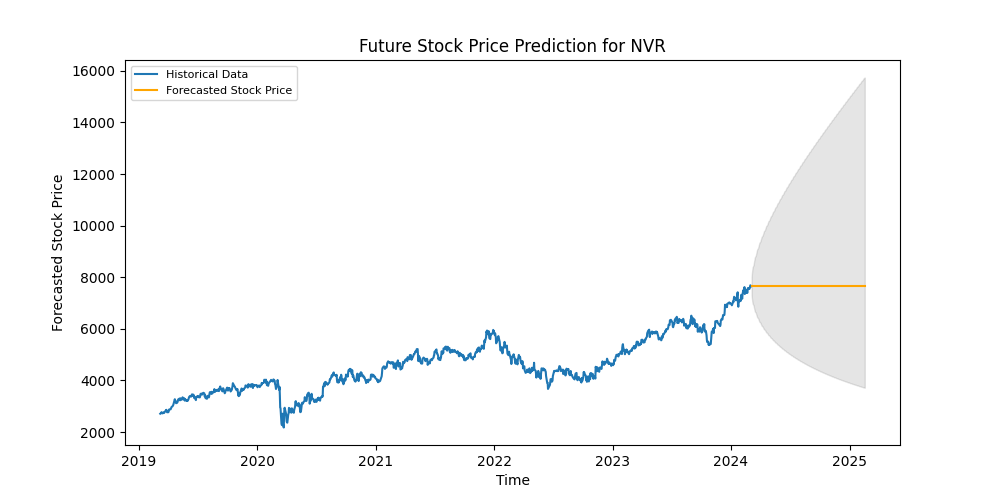 Future Stock Price Prediction for NVR
Historical Data
Forecasted Stock Price
Forecasted Stock Price
16000
14000
12000
10000
8000
6000
4000
2000
2019 2020 2021 2022 2023 2024 2025
Time